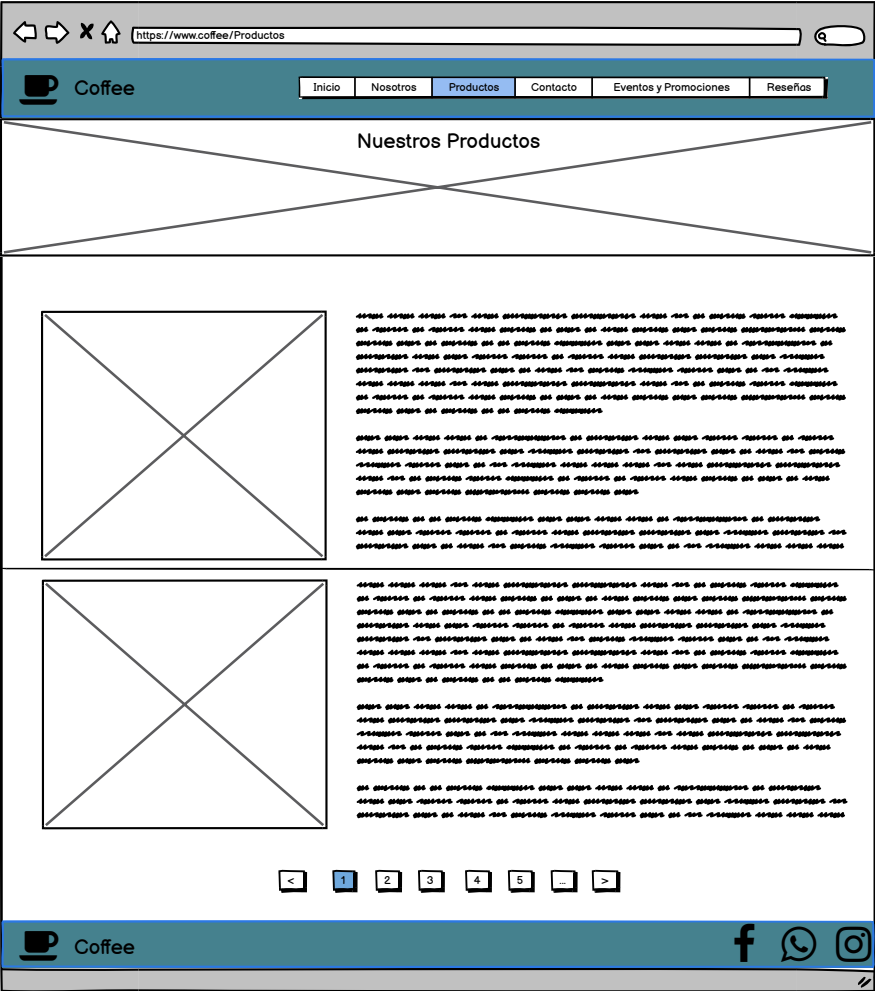 https://www.coffee/Productos
Coffee
Inicio Nosotros Productos Contacto Eventos y Promociones Reseñas
Nuestros Productos
< 1 2 3 4 5 ... >
Coffee